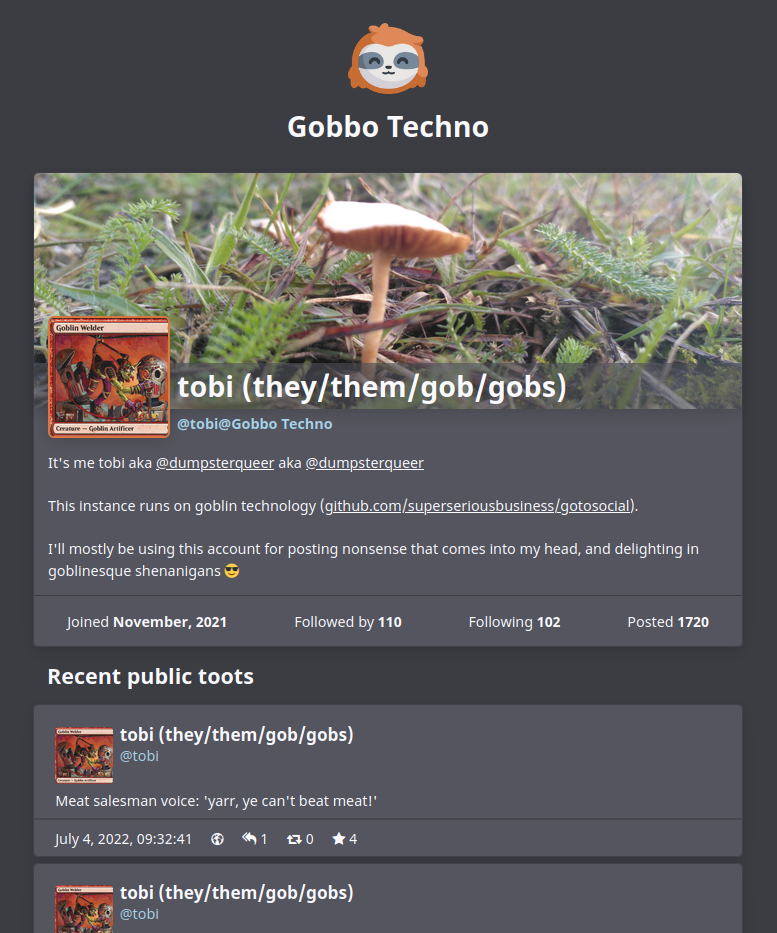 Gobbo Techno
Goblin Welder
Creature — Goblin Artificer
tobi (they/them/gob/gobs)
@tobi@Gobbo Techno
It's me tobi aka @dumpsterqueer aka @dumpsterqueer
This instance runs on goblin technology (github.com/superseriousbusiness/gotosocial).
I'll mostly be using this account for posting nonsense that comes into my head, and delighting in
goblinesque shenanigans 😎
Joined November, 2021 Followed by 110 Following 102 Posted 1720
Recent public toots
Goblin Welder
tobi (they/them/gob/gobs)
@tobi
Meat salesman voice: 'yarr, ye can't beat meat!'
July 4, 2022, 09:32:41 1 0 4
Goblin Welder
tobi (they/them/gob/gobs)
@tobi